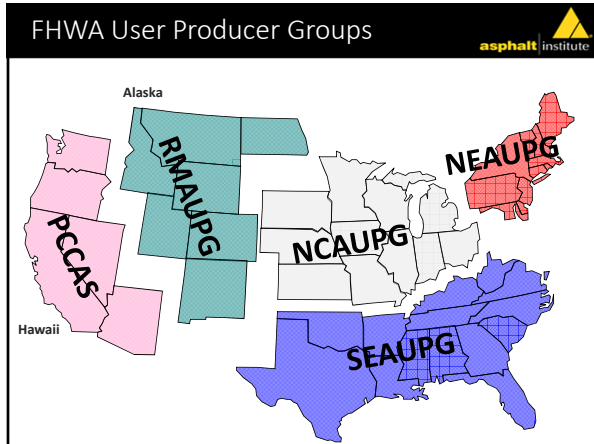 FHWA User Producer Groups
asphalt institute
Alaska
RMAUPG
NEAUPG
PCCAS
NCAUPG
Hawaii
SEAUPG